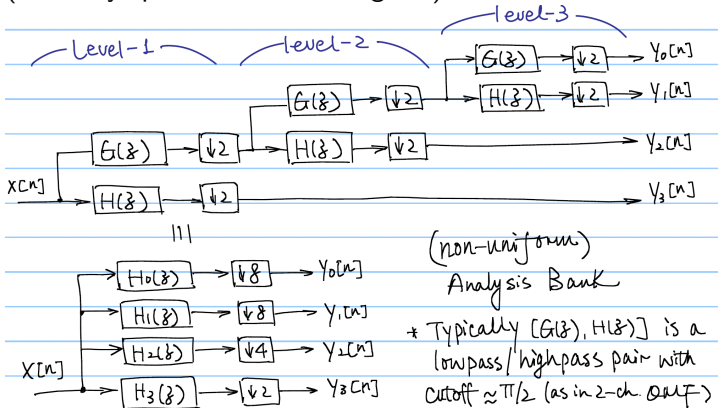 Level-1 level-2 level-3
G(z) ↓2 Y₀[n]
G(z) ↓2 H(z) ↓2 Y₁[n]
G(z) ↓2 H(z) ↓2 Y₂[n]
X[n] H(z) ↓2 Y₃[n]
|||
(non-uniform)
H₀(z) ↓8 Y₀[n] Analysis Bank
H₁(z) ↓8 Y₁[n] * Typically [G(z), H(z)] is a
H₂(z) ↓4 Y₂[n] lowpass/highpass pair with
X[n] H₃(z) ↓2 Y₃[n] cutoff ≈ π/2 (as in 2-ch. QMF)